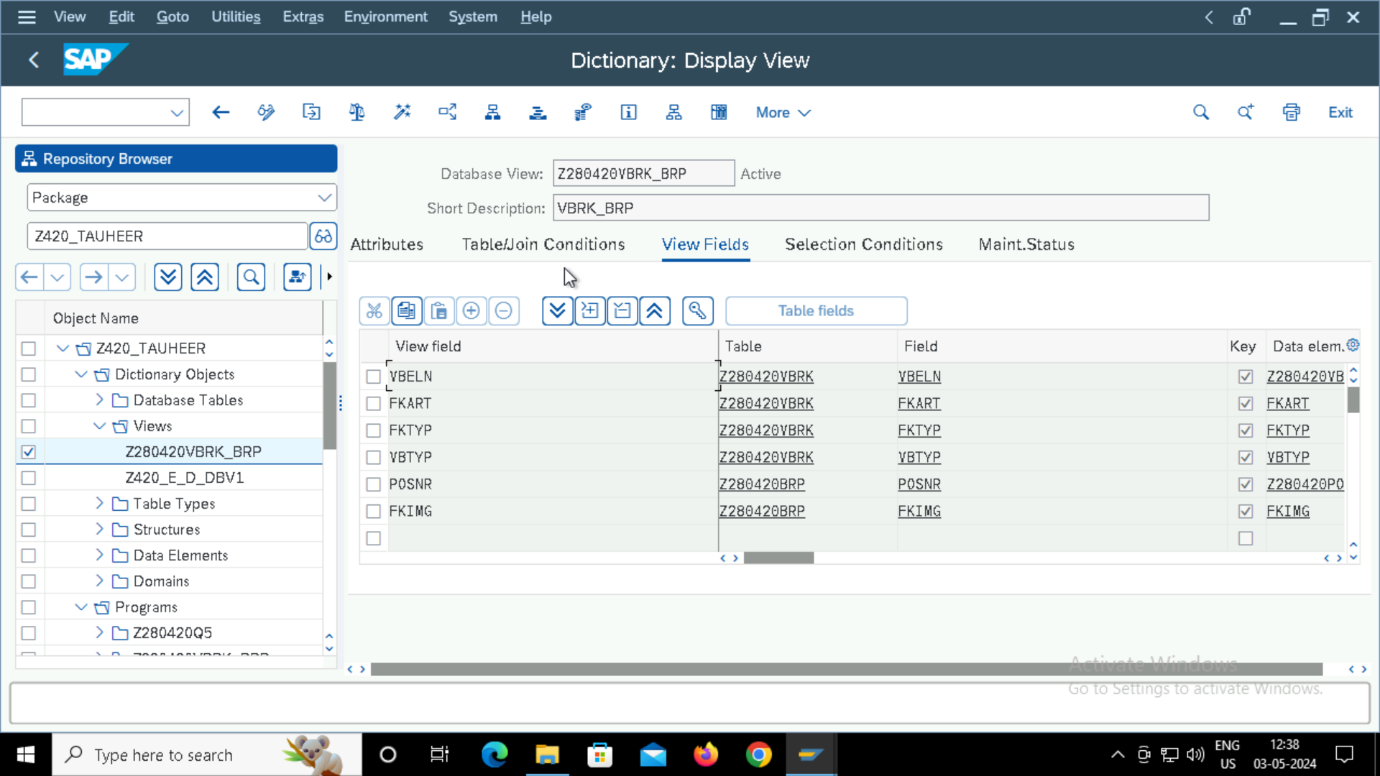 View Edit Goto Utilities Extras Environment System Help
SAP Dictionary: Display View
More Exit
Repository Browser
Package
Z420_TAUHEER
Object Name
Z420_TAUHEER
Dictionary Objects
Database Tables
Views
Z280420VBRK_BRP
Z420_E_D_DBV1
Table Types
Structures
Data Elements
Domains
Programs
Z280420Q5
Database View: Z280420VBRK_BRP Active
Short Description: VBRK_BRP
Attributes Table/Join Conditions View Fields Selection Conditions Maint.Status
Table fields
View field Table Field Key Data elem.
VBELN Z280420VBRK VBELN Z280420VB
FKART Z280420VBRK FKART FKART
FKTYP Z280420VBRK FKTYP FKTYP
VBTYP Z280420VBRK VBTYP VBTYP
POSNR Z280420BRP POSNR Z280420PO
FKIMG Z280420BRP FKIMG FKIMG
Activate Windows
Go to Settings to activate Windows.
Type here to search
ENG
US
12:38
03-05-2024